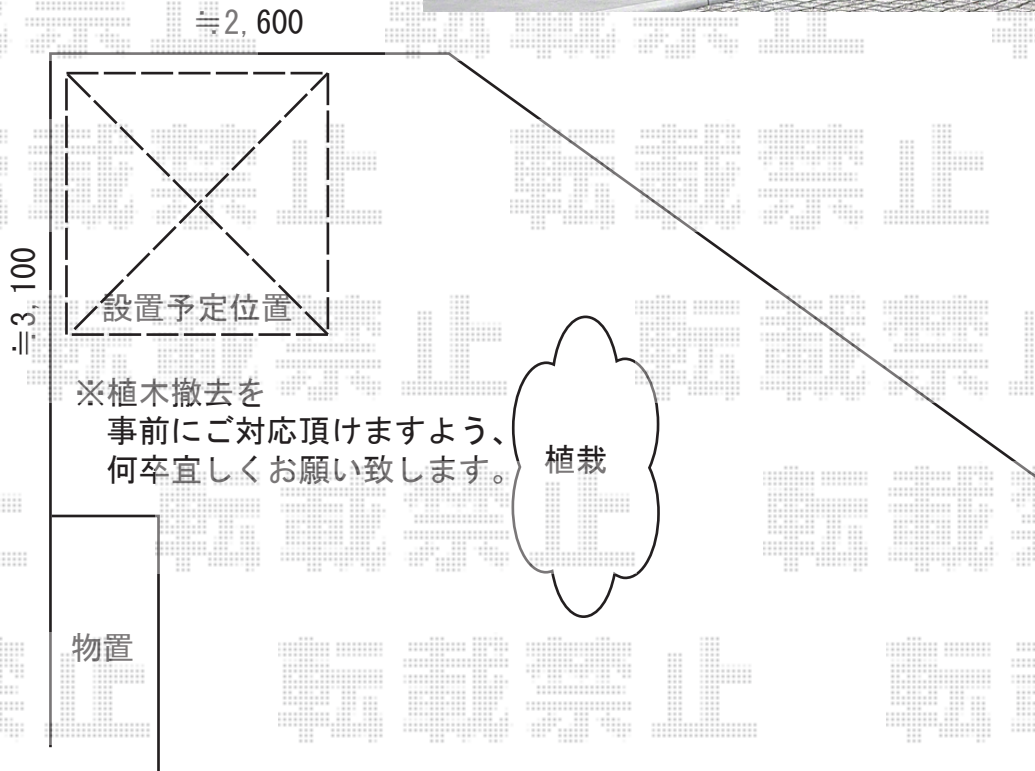 ≒2,600
≒3,100
設置予定位置
※植木撤去を
事前にご対応頂けますよう、
何卒宜しくお願い致します。
植栽
物置
転載禁止